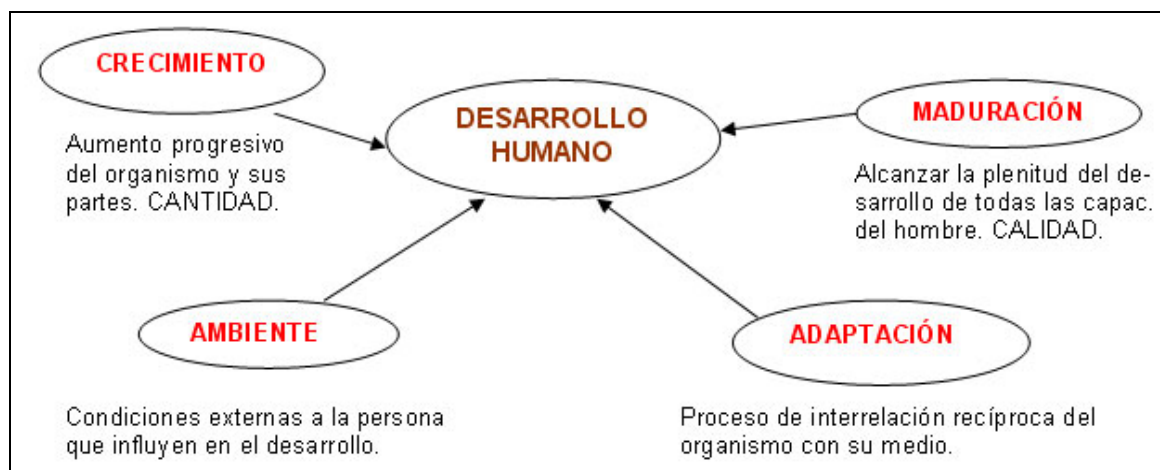 CRECIMIENTO
Aumento progresivo
del organismo y sus
partes. CANTIDAD.
DESARROLLO
HUMANO
MADURACIÓN
Alcanzar la plenitud del de-
sarrollo de todas las capac.
del hombre. CALIDAD.
AMBIENTE
Condiciones externas a la persona
que influyen en el desarrollo.
ADAPTACIÓN
Proceso de interrelación recíproca del
organismo con su medio.